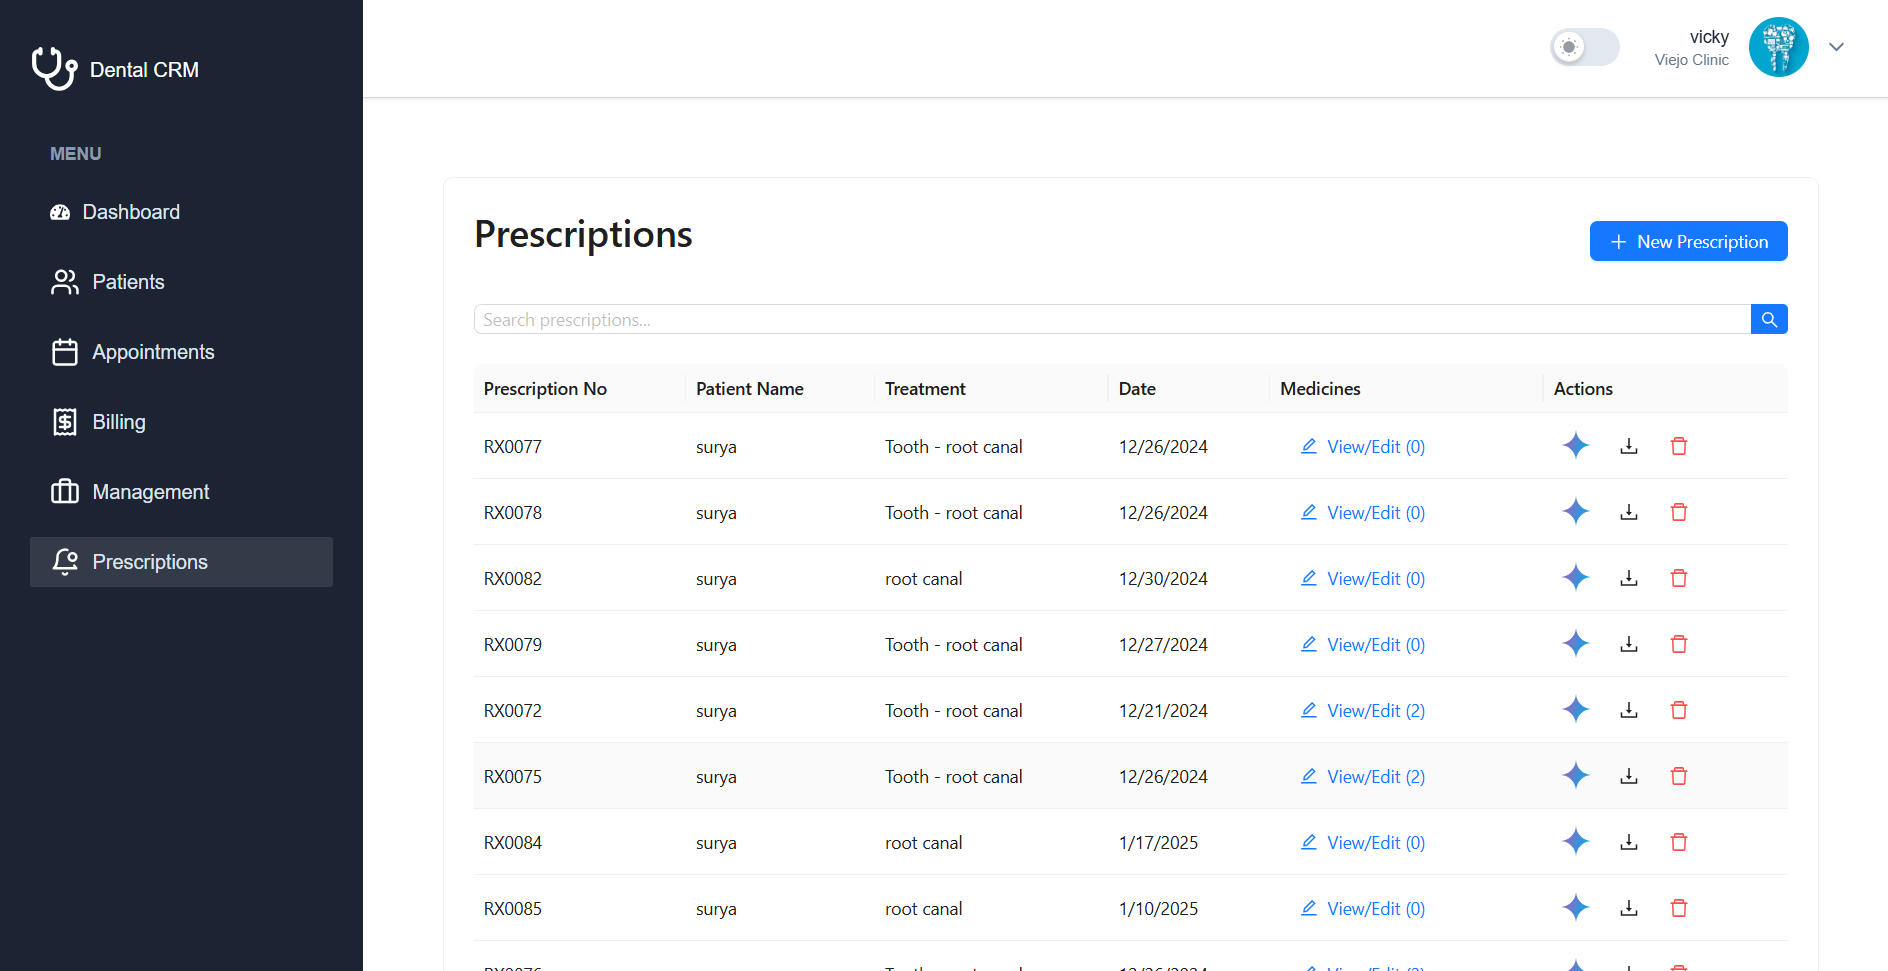 Dental CRM
MENU
Dashboard
Patients
Appointments
Billing
Management
Prescriptions
vicky
Viejo Clinic
Prescriptions
New Prescription
Search prescriptions...
Prescription No Patient Name Treatment Date Medicines Actions
RX0077 surya Tooth - root canal 12/26/2024 View/Edit (0)
RX0078 surya Tooth - root canal 12/26/2024 View/Edit (0)
RX0082 surya root canal 12/30/2024 View/Edit (0)
RX0079 surya Tooth - root canal 12/27/2024 View/Edit (0)
RX0072 surya Tooth - root canal 12/21/2024 View/Edit (2)
RX0075 surya Tooth - root canal 12/26/2024 View/Edit (2)
RX0084 surya root canal 1/17/2025 View/Edit (0)
RX0085 surya root canal 1/10/2025 View/Edit (0)